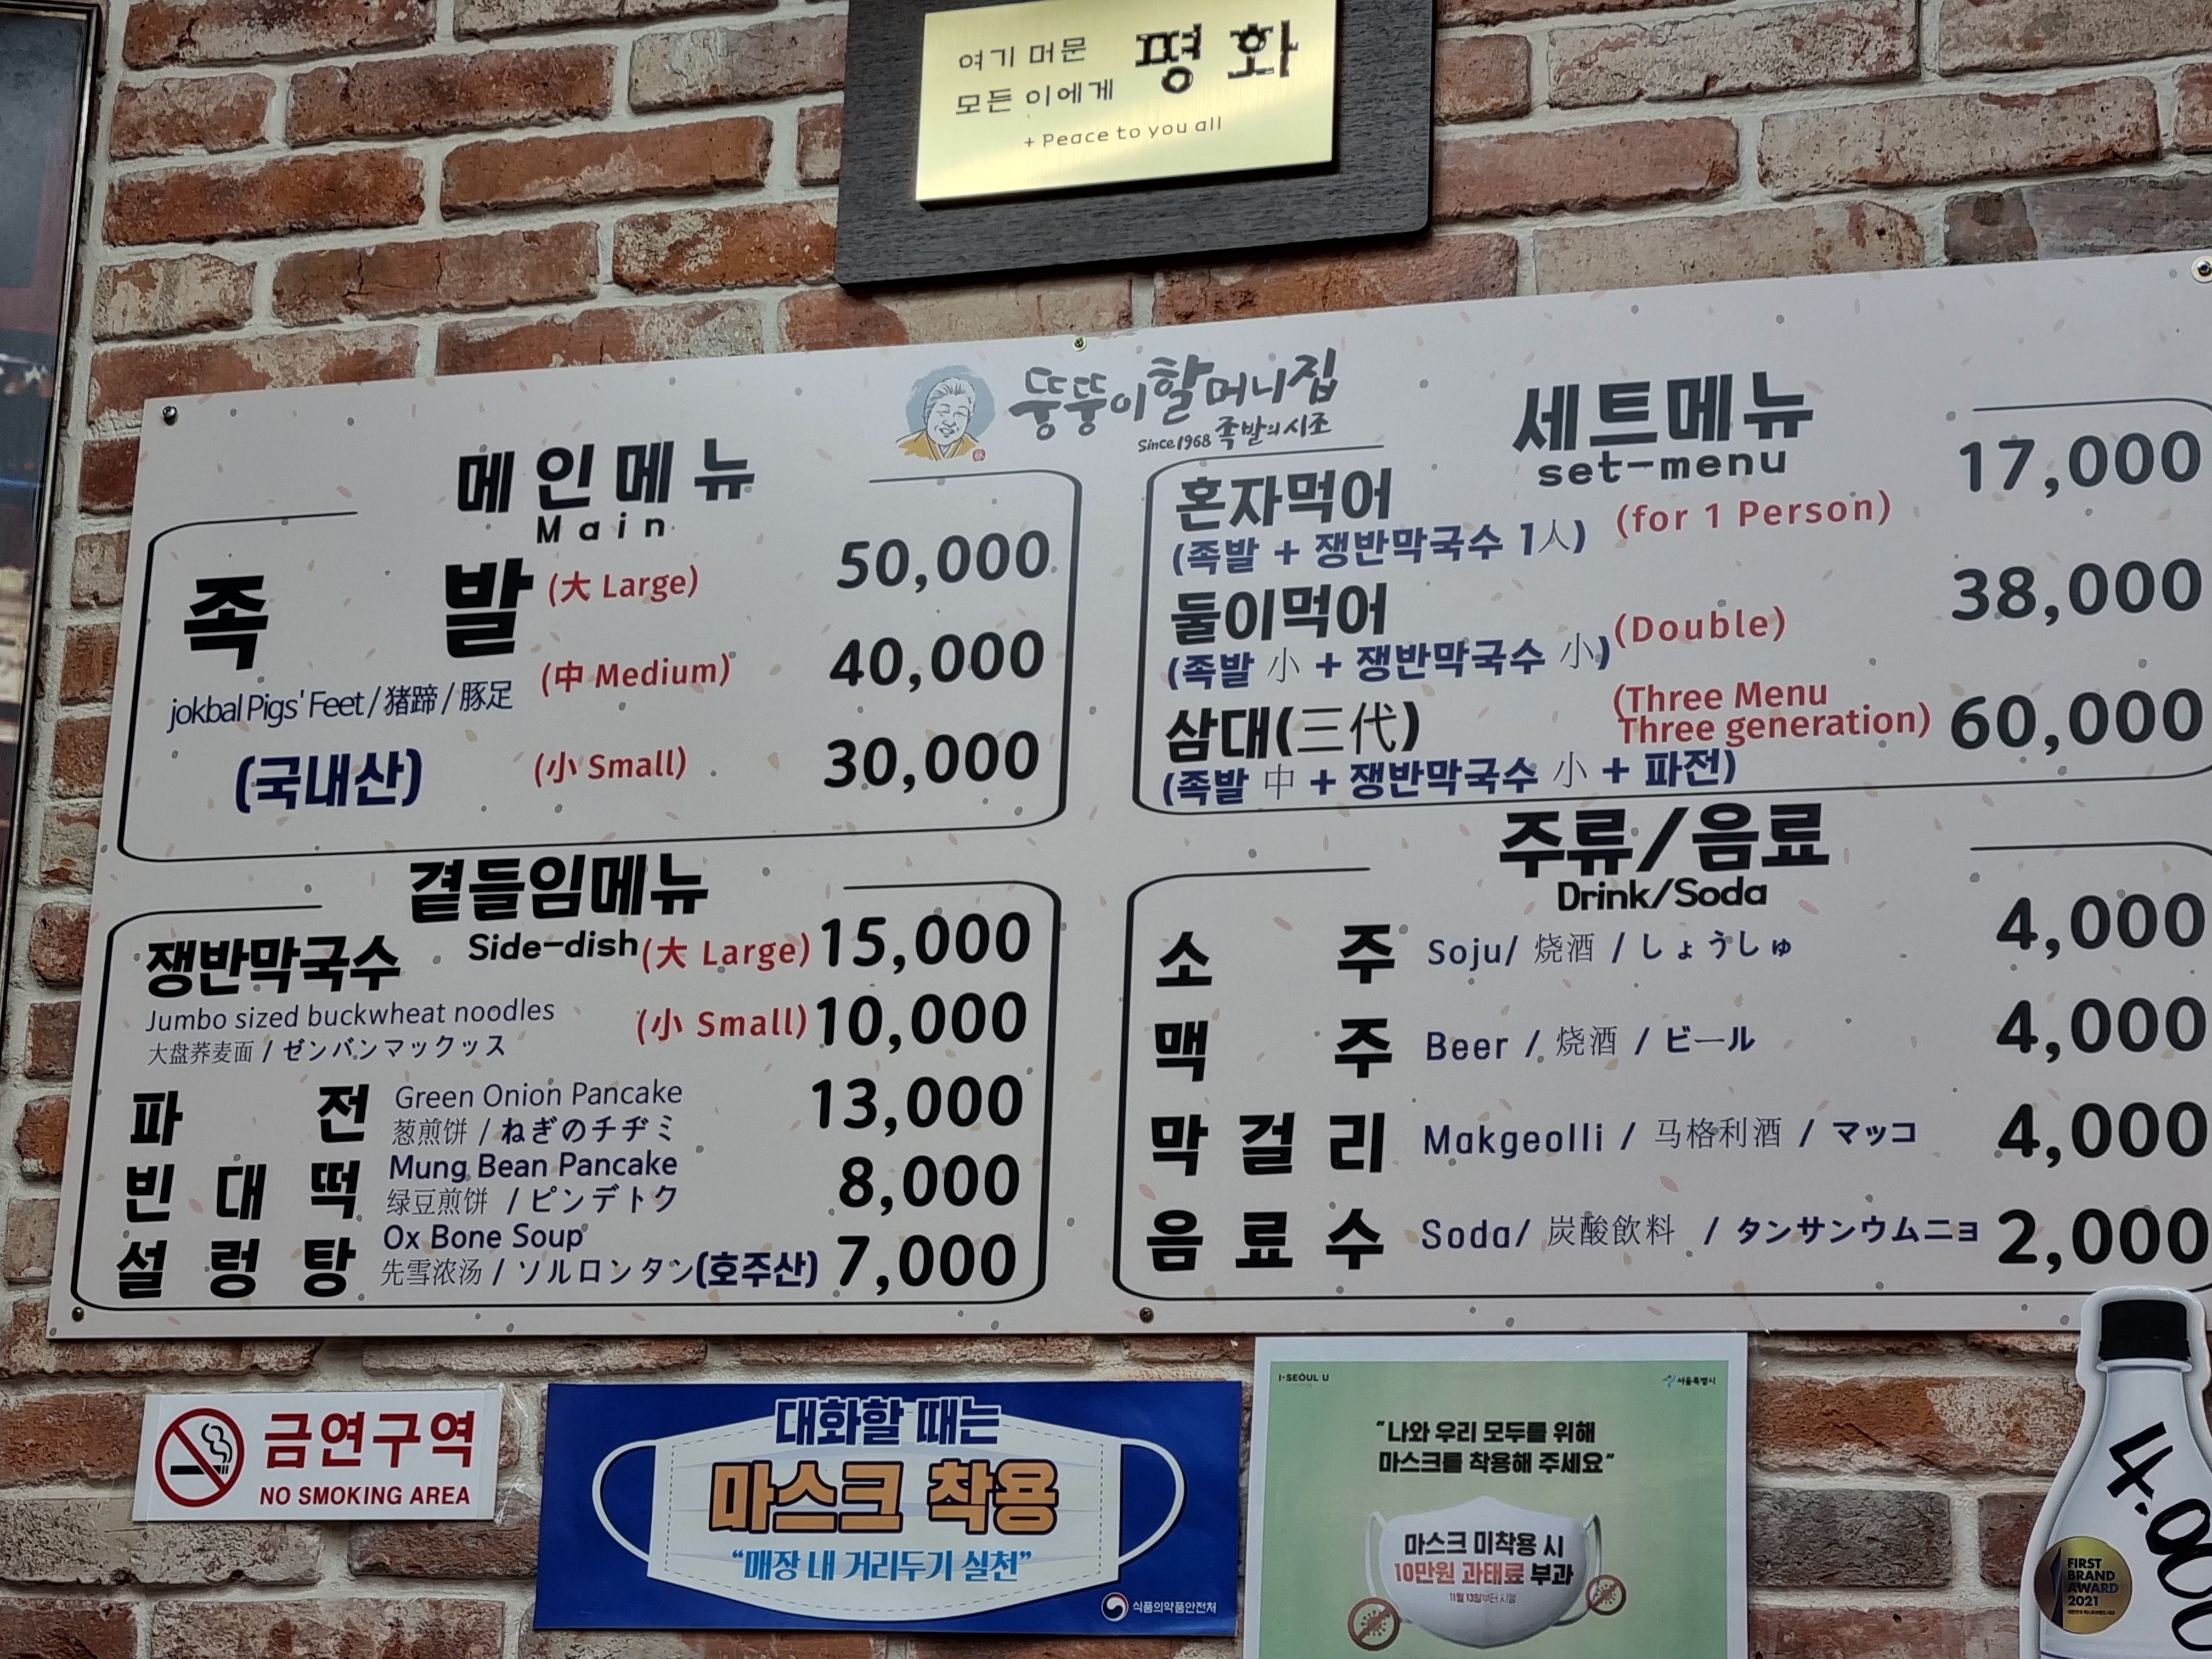 여기 머문
모든 이에게
평화
+ Peace to you all
뚱뚱이할머니집
Since 1968 족발의 시조
메인메뉴
Main
족발
(大 Large) 50,000
(中 Medium) 40,000
jokbal Pigs' Feet / 猪蹄 / 豚足
(국내산)
(小 Small) 30,000
곁들임메뉴
Side-dish
쟁반막국수 (大 Large) 15,000
Jumbo sized buckwheat noodles (小 Small) 10,000
大盘荞麦面 / ゼンバンマックッス
파전 Green Onion Pancake 13,000
葱煎饼 / ねぎのチヂミ
빈대떡 Mung Bean Pancake 8,000
绿豆煎饼 / ピンデトク
설렁탕 Ox Bone Soup
先雪浓汤 / ソルロンタン(호주산) 7,000
세트메뉴
set-menu
혼자먹어 (for 1 Person) 17,000
(족발 + 쟁반막국수 1人)
둘이먹어 (Double) 38,000
(족발 小 + 쟁반막국수 小)
삼대(三代) (Three Menu
Three generation) 60,000
(족발 中 + 쟁반막국수 小 + 파전)
주류/음료
Drink/Soda
소주 Soju/ 烧酒 / しょうしゅ 4,000
맥주 Beer / 烧酒 / ビール 4,000
막걸리 Makgeolli / 马格利酒 / マッコ 4,000
음료수 Soda/ 炭酸飲料 / タンサンウムニョ 2,000
금연구역
NO SMOKING AREA
대화할 때는
마스크 착용
“매장 내 거리두기 실천”
식품의약품안전처
I·SEOUL·U
서울특별시
“나와 우리 모두를 위해
마스크를 착용해 주세요”
마스크 미착용 시
10만원 과태료 부과
11월 13일부터 시행
4.000
FIRST
BRAND
AWARD
2021